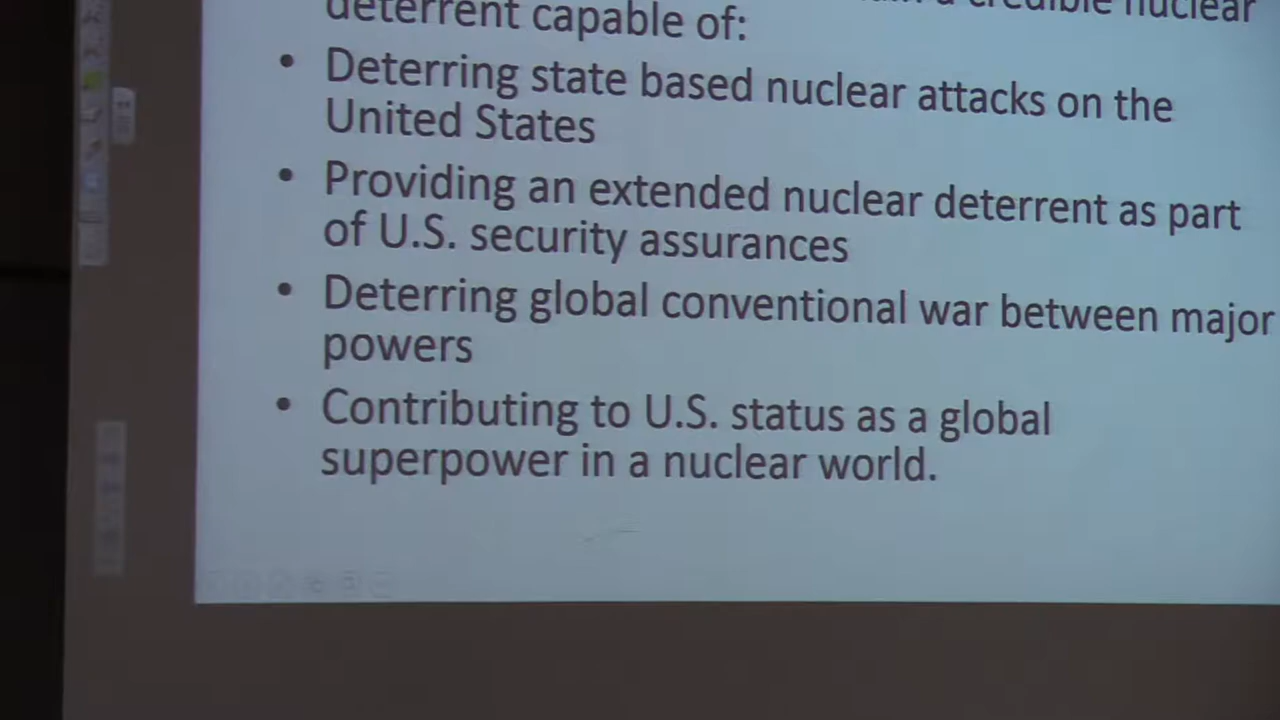 a credible nuclear
deterrent capable of:
• Deterring state based nuclear attacks on the
United States
• Providing an extended nuclear deterrent as part
of U.S. security assurances
• Deterring global conventional war between major
powers
• Contributing to U.S. status as a global
superpower in a nuclear world.